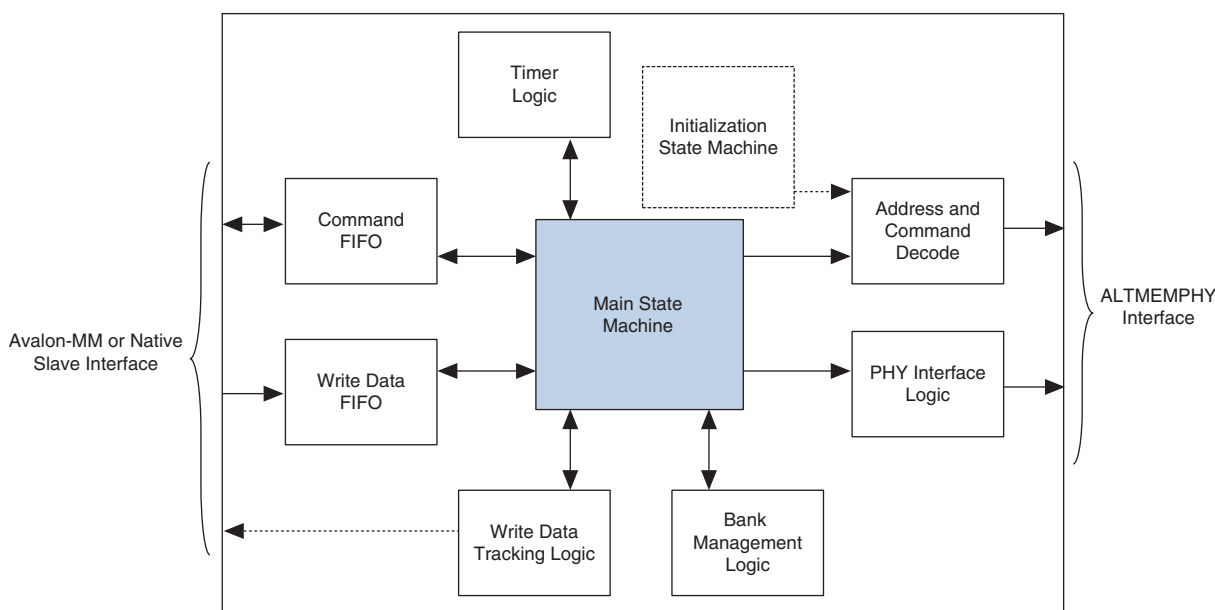 Timer
Logic
Initialization
State Machine
Command
FIFO
Address and
Command
Decode
Main State
Machine
Avalon-MM or Native
Slave Interface
ALTMEMPHY
Interface
Write Data
FIFO
PHY Interface
Logic
Write Data
Tracking Logic
Bank
Management
Logic